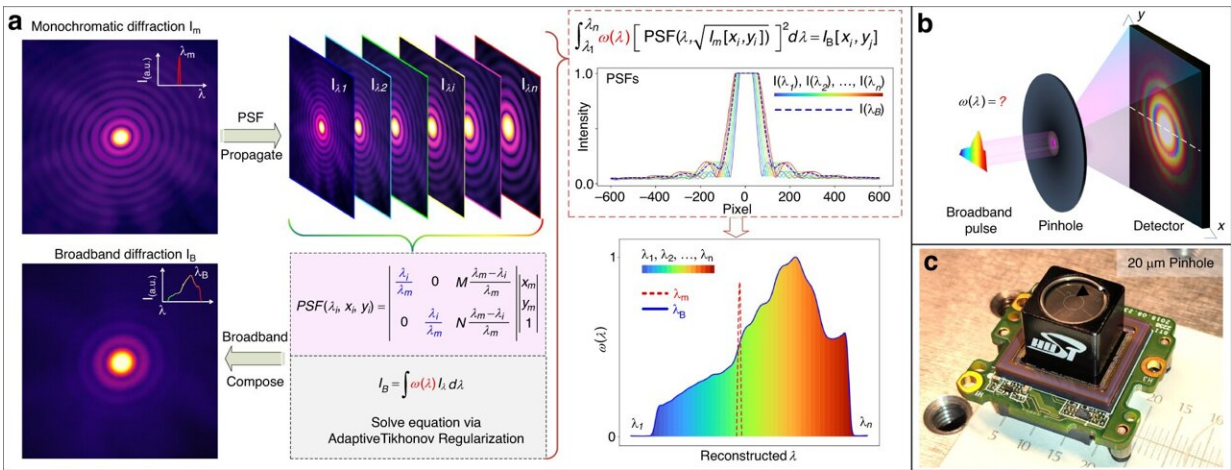 a
Monochromatic diffraction I_m
I(a.u.)
λ_m
λ
PSF
Propagate
I_λ1 I_λ2 I_λi I_λn
∫_λ1^λn ω(λ) [ PSF(λ, √I_m[x_i, y_i]) ]² dλ = I_B[x_i, y_i]
PSFs
I(λ_1), I(λ_2), …, I(λ_n)
I(λ_B)
Intensity
1.0
0.0
−600 −400 −200 0 200 400 600
Pixel
Broadband diffraction I_B
I(a.u.)
λ_B
λ
Broadband
Compose
PSF(λ_i, x_i, y_i) = | λ_i/λ_m 0 M (λ_m−λ_i)/λ_m | | x_m |
| 0 λ_i/λ_m N (λ_m−λ_i)/λ_m | | y_m |
| 1 |
I_B = ∫ ω(λ) I_λ dλ
Solve equation via
AdaptiveTikhonov Regularization
λ_1, λ_2, …, λ_n
λ_m
λ_B
1
ω(λ)
0
λ_1
λ_n
Reconstructed λ
b
y
ω(λ) = ?
Broadband
pulse
Pinhole
Detector
x
c
20 μm Pinhole